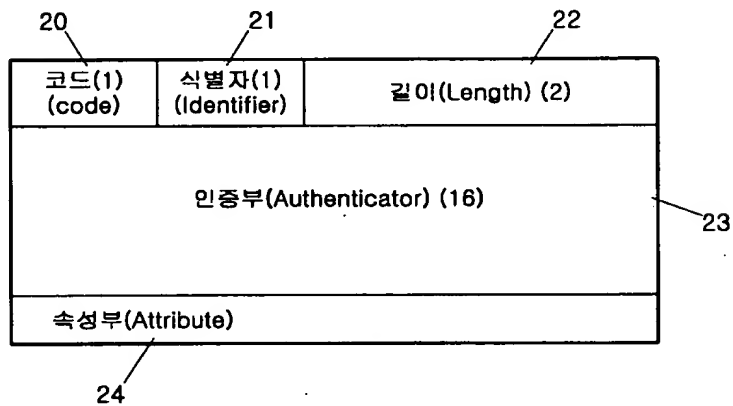 20
21
22
코드(1)
(code)
식별자(1)
(Identifier)
길이(Length) (2)
인증부(Authenticator) (16)
23
속성부(Attribute)
24